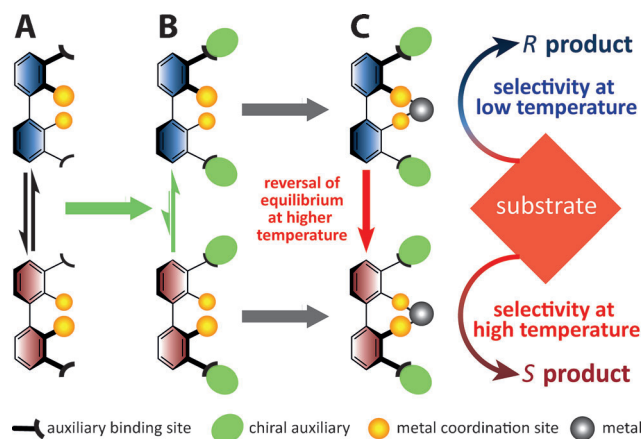 A
B
C
R product
selectivity at
low temperature
reversal of
equilibrium
at higher
temperature
substrate
selectivity at
high temperature
S product
auxiliary binding site
chiral auxiliary
metal coordination site
metal